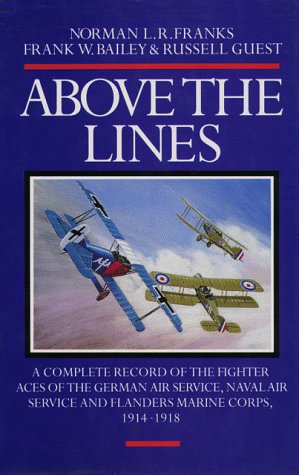 NORMAN L.R. FRANKS
FRANK W. BAILEY & RUSSELL GUEST
ABOVE THE
LINES
A COMPLETE RECORD OF THE FIGHTER
ACES OF THE GERMAN AIR SERVICE, NAVAL AIR
SERVICE AND FLANDERS MARINE CORPS,
1914-1918